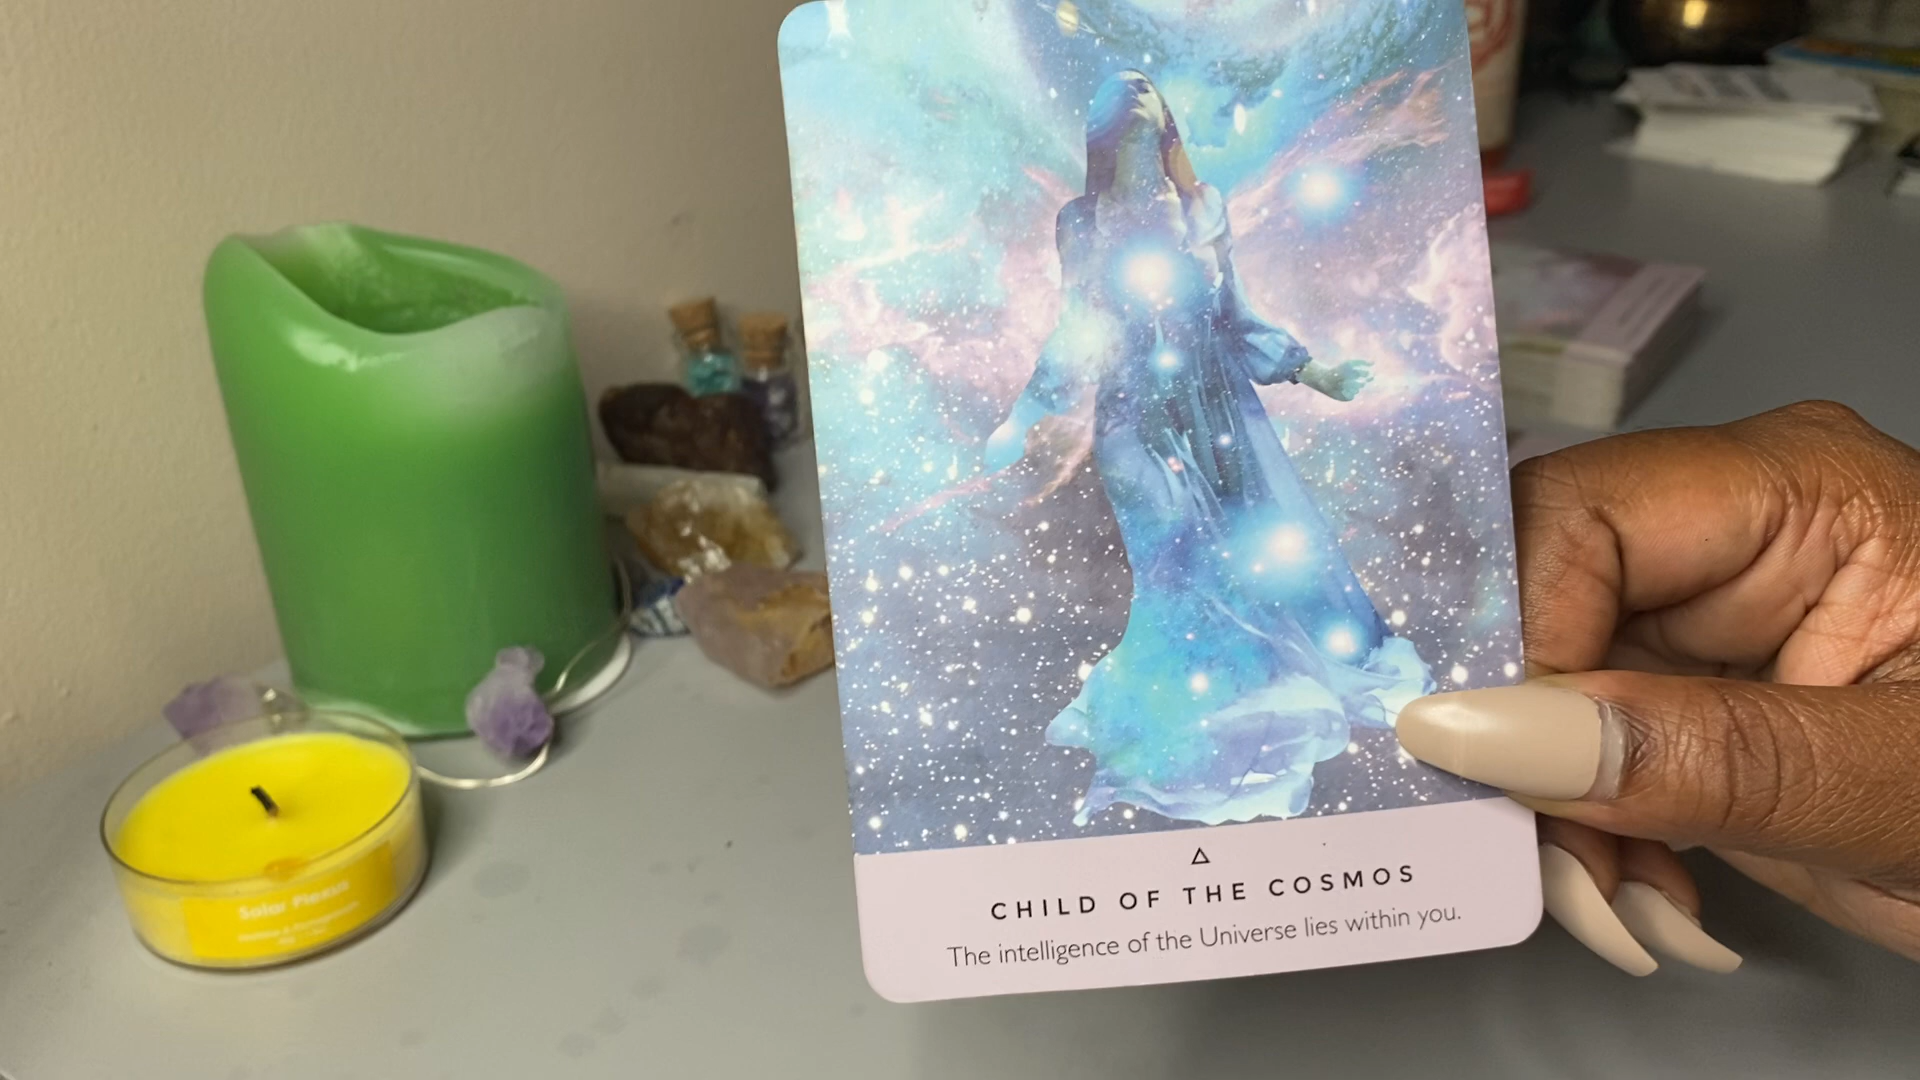 CHILD OF THE COSMOS
The intelligence of the Universe lies within you.
Solar Plexus